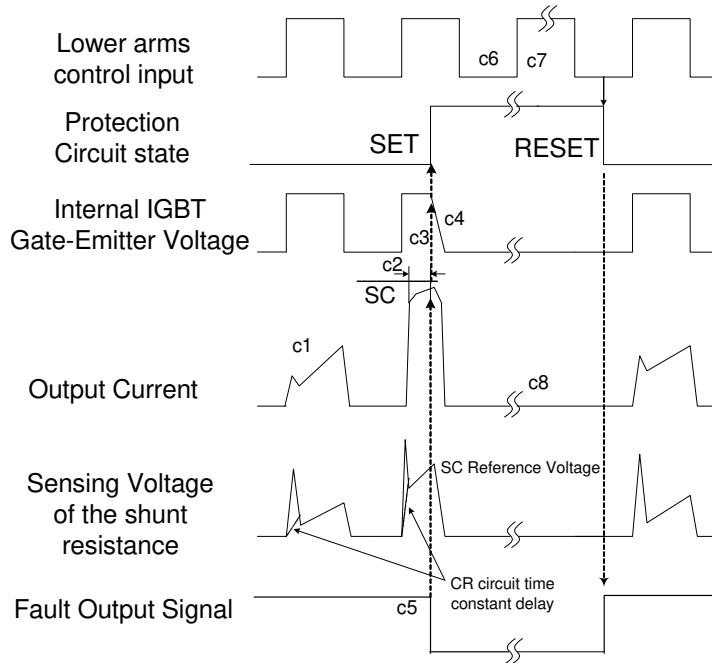 Lower arms
control input
c6
c7
Protection
Circuit state
SET
RESET
Internal IGBT
Gate-Emitter Voltage
c3
c4
c2
SC
c1
Output Current
c8
SC Reference Voltage
Sensing Voltage
of the shunt
resistance
CR circuit time
constant delay
Fault Output Signal
c5